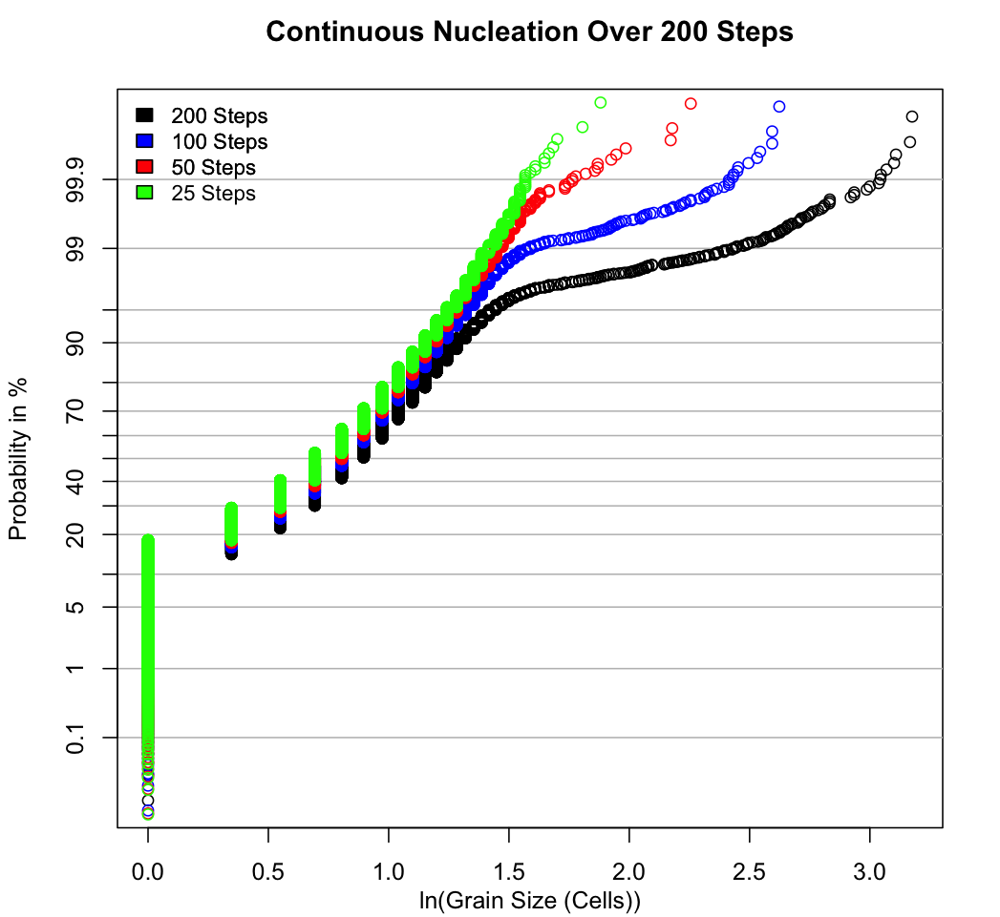 Continuous Nucleation Over 200 Steps
200 Steps
100 Steps
50 Steps
25 Steps
Probability in %
99.9
99
90
70
40
20
5
1
0.1
0.0 0.5 1.0 1.5 2.0 2.5 3.0
ln(Grain Size (Cells))